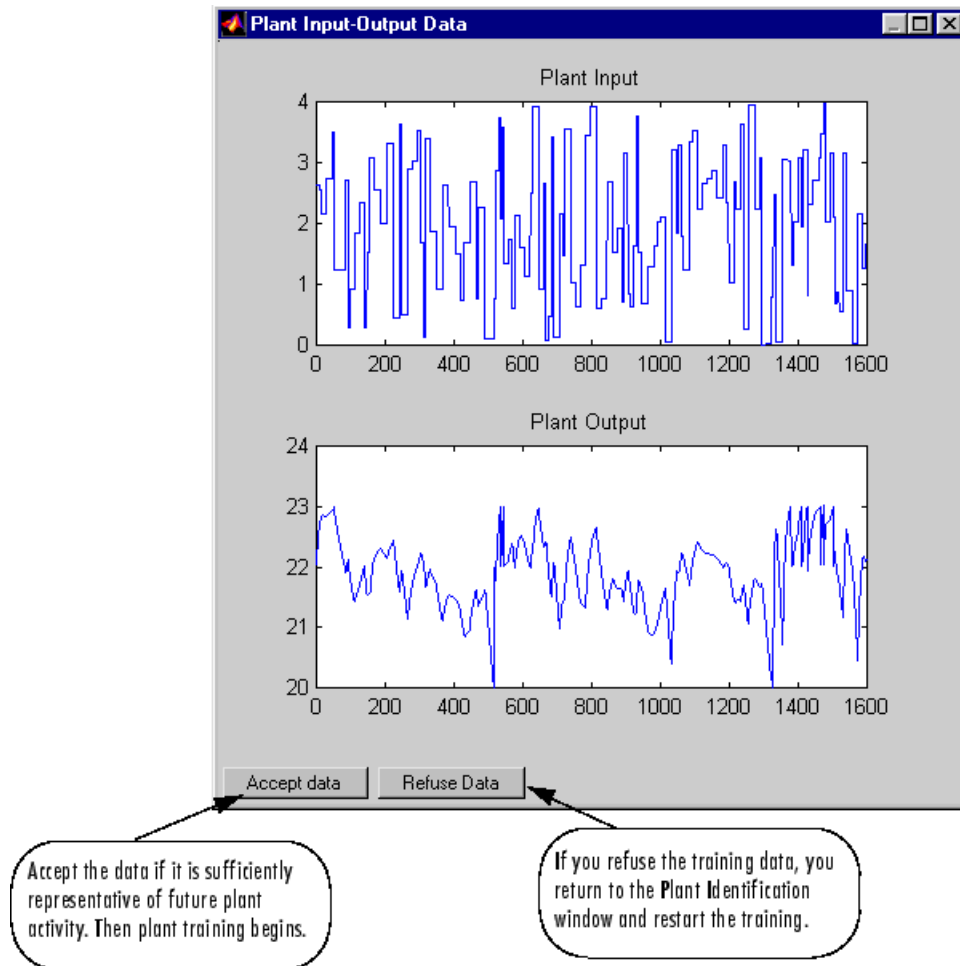 Plant Input-Output Data
Plant Input
4
3
2
1
0
0 200 400 600 800 1000 1200 1400 1600
Plant Output
24
23
22
21
20
0 200 400 600 800 1000 1200 1400 1600
Accept data Refuse Data
Accept the data if it is sufficiently
representative of future plant
activity. Then plant training begins.
If you refuse the training data, you
return to the Plant Identification
window and restart the training.